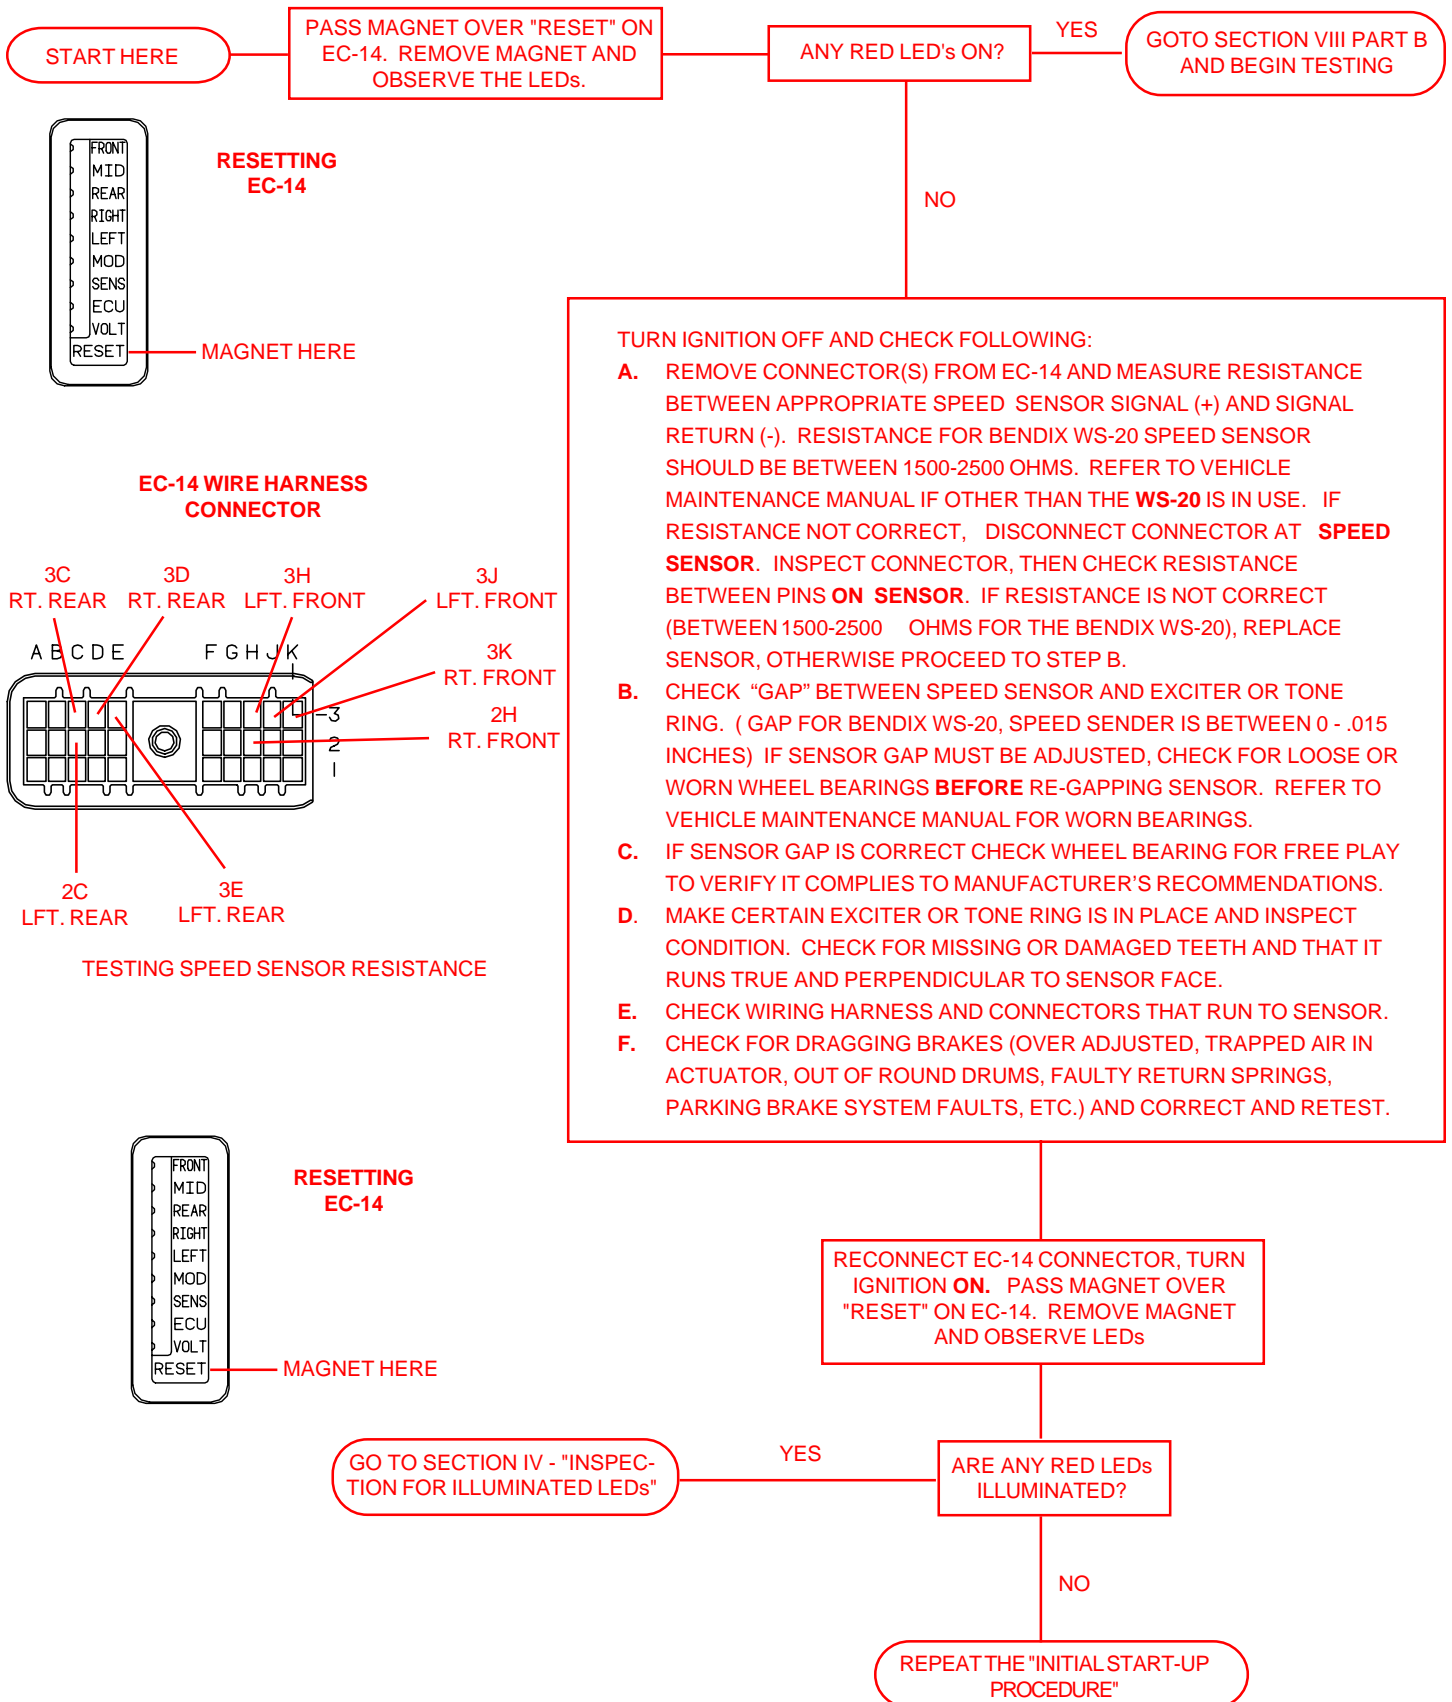 START HERE
PASS MAGNET OVER "RESET" ON
EC-14. REMOVE MAGNET AND
OBSERVE THE LEDs.
ANY RED LED's ON?
YES
GOTO SECTION VIII PART B
AND BEGIN TESTING
NO
FRONT
MID
REAR
RIGHT
LEFT
MOD
SENS
ECU
VOLT
RESET
RESETTING
EC-14
MAGNET HERE
EC-14 WIRE HARNESS
CONNECTOR
3C
RT. REAR
3D
RT. REAR
3H
LFT. FRONT
3J
LFT. FRONT
3K
RT. FRONT
2H
RT. FRONT
A B C D E
F G H J K
3
2
1
2C
LFT. REAR
3E
LFT. REAR
TESTING SPEED SENSOR RESISTANCE
TURN IGNITION OFF AND CHECK FOLLOWING:
A. REMOVE CONNECTOR(S) FROM EC-14 AND MEASURE RESISTANCE
BETWEEN APPROPRIATE SPEED SENSOR SIGNAL (+) AND SIGNAL
RETURN (-). RESISTANCE FOR BENDIX WS-20 SPEED SENSOR
SHOULD BE BETWEEN 1500-2500 OHMS. REFER TO VEHICLE
MAINTENANCE MANUAL IF OTHER THAN THE WS-20 IS IN USE. IF
RESISTANCE NOT CORRECT, DISCONNECT CONNECTOR AT SPEED
SENSOR. INSPECT CONNECTOR, THEN CHECK RESISTANCE
BETWEEN PINS ON SENSOR. IF RESISTANCE IS NOT CORRECT
(BETWEEN 1500-2500 OHMS FOR THE BENDIX WS-20), REPLACE
SENSOR, OTHERWISE PROCEED TO STEP B.
B. CHECK “GAP” BETWEEN SPEED SENSOR AND EXCITER OR TONE
RING. ( GAP FOR BENDIX WS-20, SPEED SENDER IS BETWEEN 0 - .015
INCHES) IF SENSOR GAP MUST BE ADJUSTED, CHECK FOR LOOSE OR
WORN WHEEL BEARINGS BEFORE RE-GAPPING SENSOR. REFER TO
VEHICLE MAINTENANCE MANUAL FOR WORN BEARINGS.
C. IF SENSOR GAP IS CORRECT CHECK WHEEL BEARING FOR FREE PLAY
TO VERIFY IT COMPLIES TO MANUFACTURER’S RECOMMENDATIONS.
D. MAKE CERTAIN EXCITER OR TONE RING IS IN PLACE AND INSPECT
CONDITION. CHECK FOR MISSING OR DAMAGED TEETH AND THAT IT
RUNS TRUE AND PERPENDICULAR TO SENSOR FACE.
E. CHECK WIRING HARNESS AND CONNECTORS THAT RUN TO SENSOR.
F. CHECK FOR DRAGGING BRAKES (OVER ADJUSTED, TRAPPED AIR IN
ACTUATOR, OUT OF ROUND DRUMS, FAULTY RETURN SPRINGS,
PARKING BRAKE SYSTEM FAULTS, ETC.) AND CORRECT AND RETEST.
FRONT
MID
REAR
RIGHT
LEFT
MOD
SENS
ECU
VOLT
RESET
RESETTING
EC-14
MAGNET HERE
RECONNECT EC-14 CONNECTOR, TURN
IGNITION ON. PASS MAGNET OVER
"RESET" ON EC-14. REMOVE MAGNET
AND OBSERVE LEDs
ARE ANY RED LEDs
ILLUMINATED?
YES
GO TO SECTION IV - "INSPEC-
TION FOR ILLUMINATED LEDs"
NO
REPEAT THE "INITIAL START-UP
PROCEDURE"